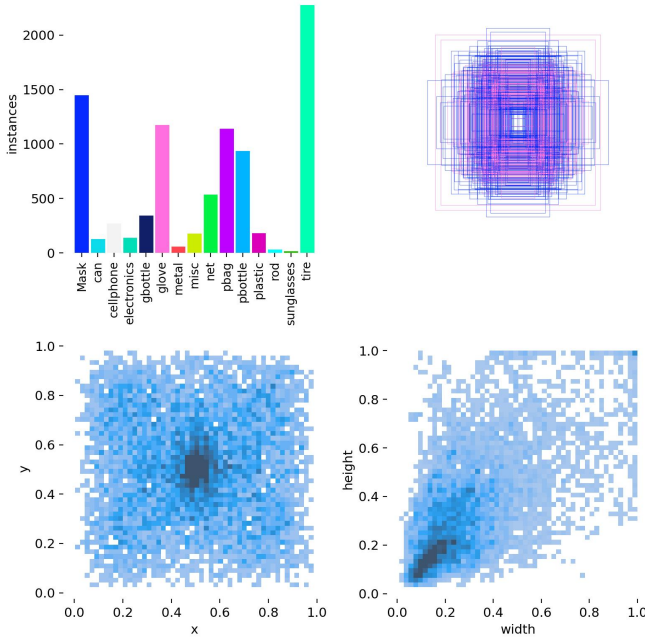 2000
1500
1000
500
0
instances
Mask
can
cellphone
electronics
gbottle
glove
metal
misc
net
pbag
pbottle
plastic
rod
sunglasses
tire
1.0
0.8
0.6
0.4
0.2
0.0
y
0.0 0.2 0.4 0.6 0.8 1.0
x
1.0
0.8
0.6
0.4
0.2
0.0
height
0.0 0.2 0.4 0.6 0.8 1.0
width